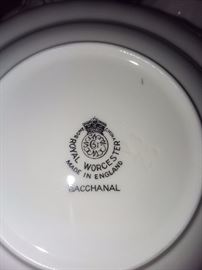 ROYAL WORCESTER
MADE IN ENGLAND
BACCHANAL